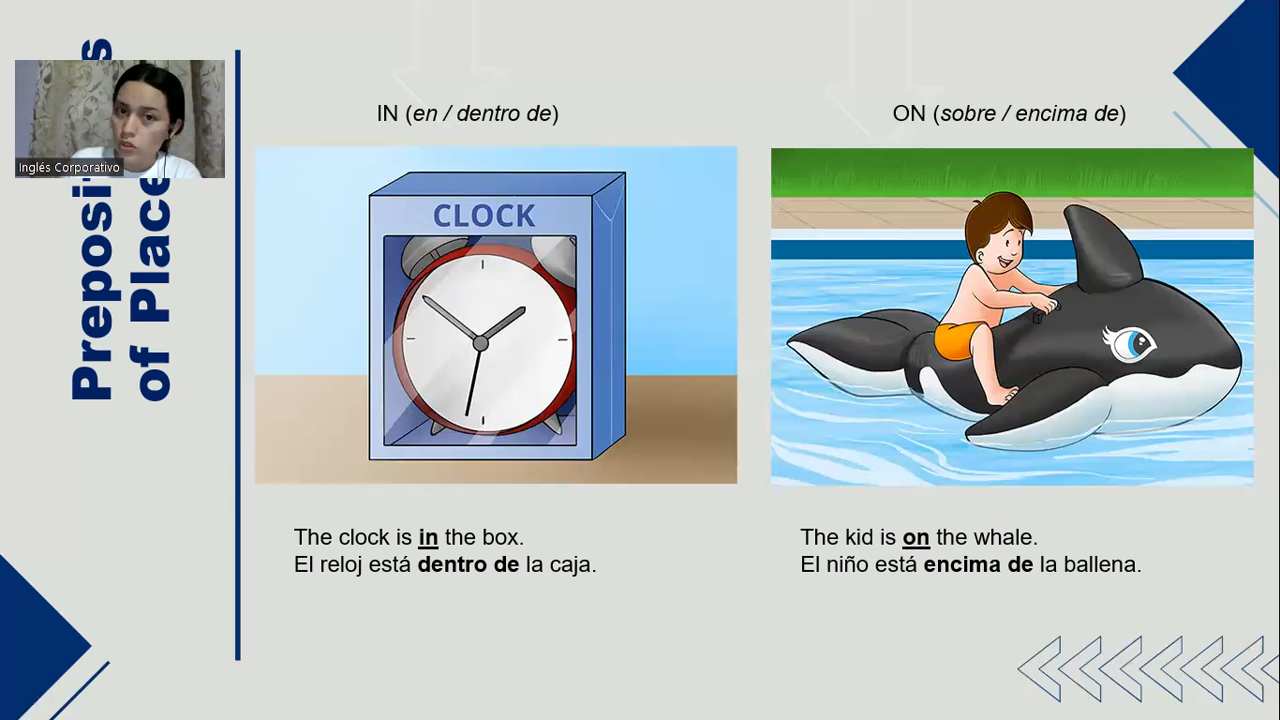 Prepositions
of Place
Inglés Corporativo
IN (en / dentro de)
CLOCK
The clock is in the box.
El reloj está dentro de la caja.
ON (sobre / encima de)
The kid is on the whale.
El niño está encima de la ballena.